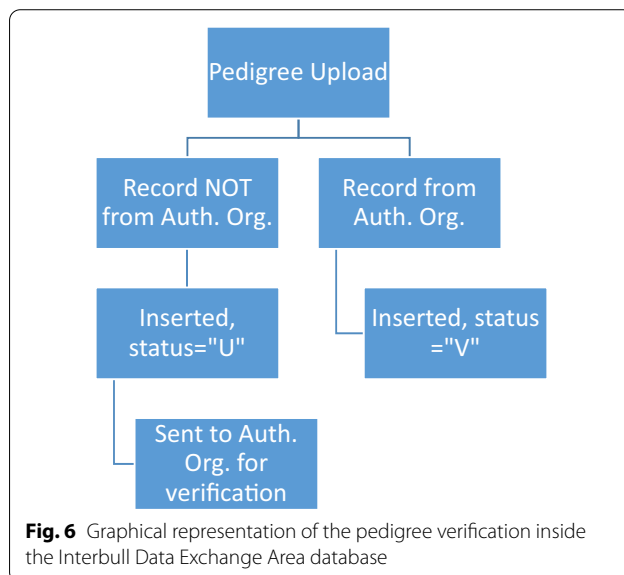 Pedigree Upload
Record NOT
from Auth. Org.
Record from
Auth. Org.
Inserted,
status="U"
Inserted, status
="V"
Sent to Auth.
Org. for
verification
Fig. 6 Graphical representation of the pedigree verification inside
the Interbull Data Exchange Area database